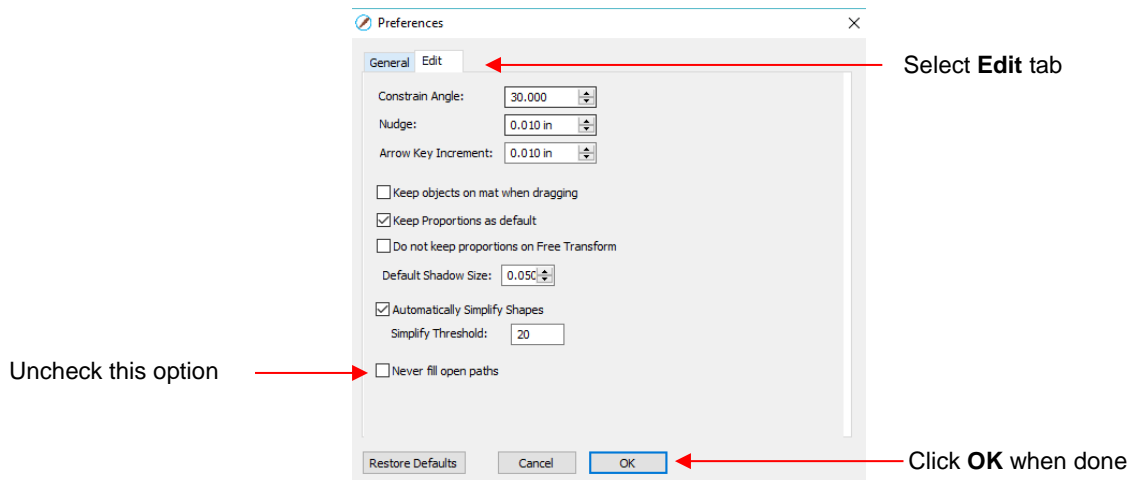 Preferences
General Edit
Select Edit tab
Constrain Angle: 30.000
Nudge: 0.010 in
Arrow Key Increment: 0.010 in
Keep objects on mat when dragging
Keep Proportions as default
Do not keep proportions on Free Transform
Default Shadow Size: 0.050
Automatically Simplify Shapes
Simplify Threshold: 20
Uncheck this option
Never fill open paths
Restore Defaults Cancel OK
Click OK when done